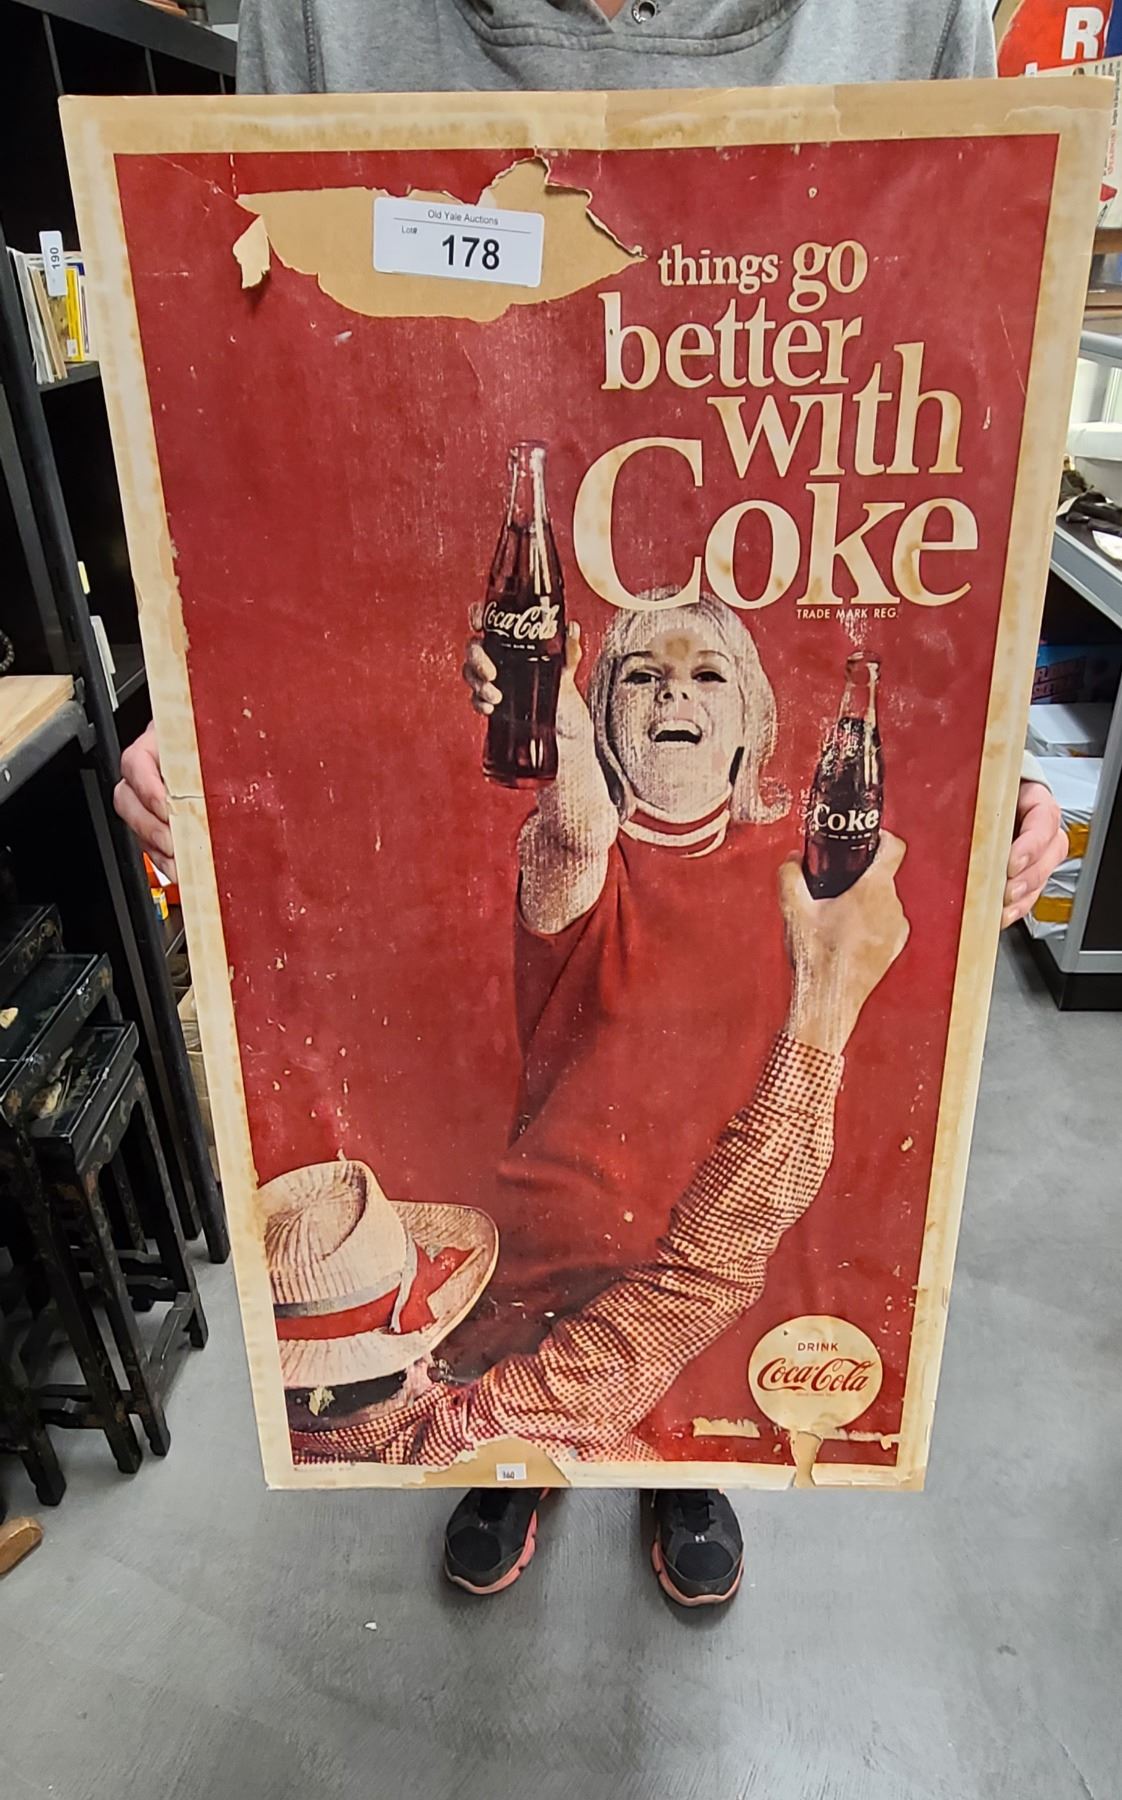 Old Yale Auctions
Lot#
178
190
R
things go
better
with
Coke
TRADE MARK REG.
Coca-Cola
Coke
DRINK
Coca-Cola
160